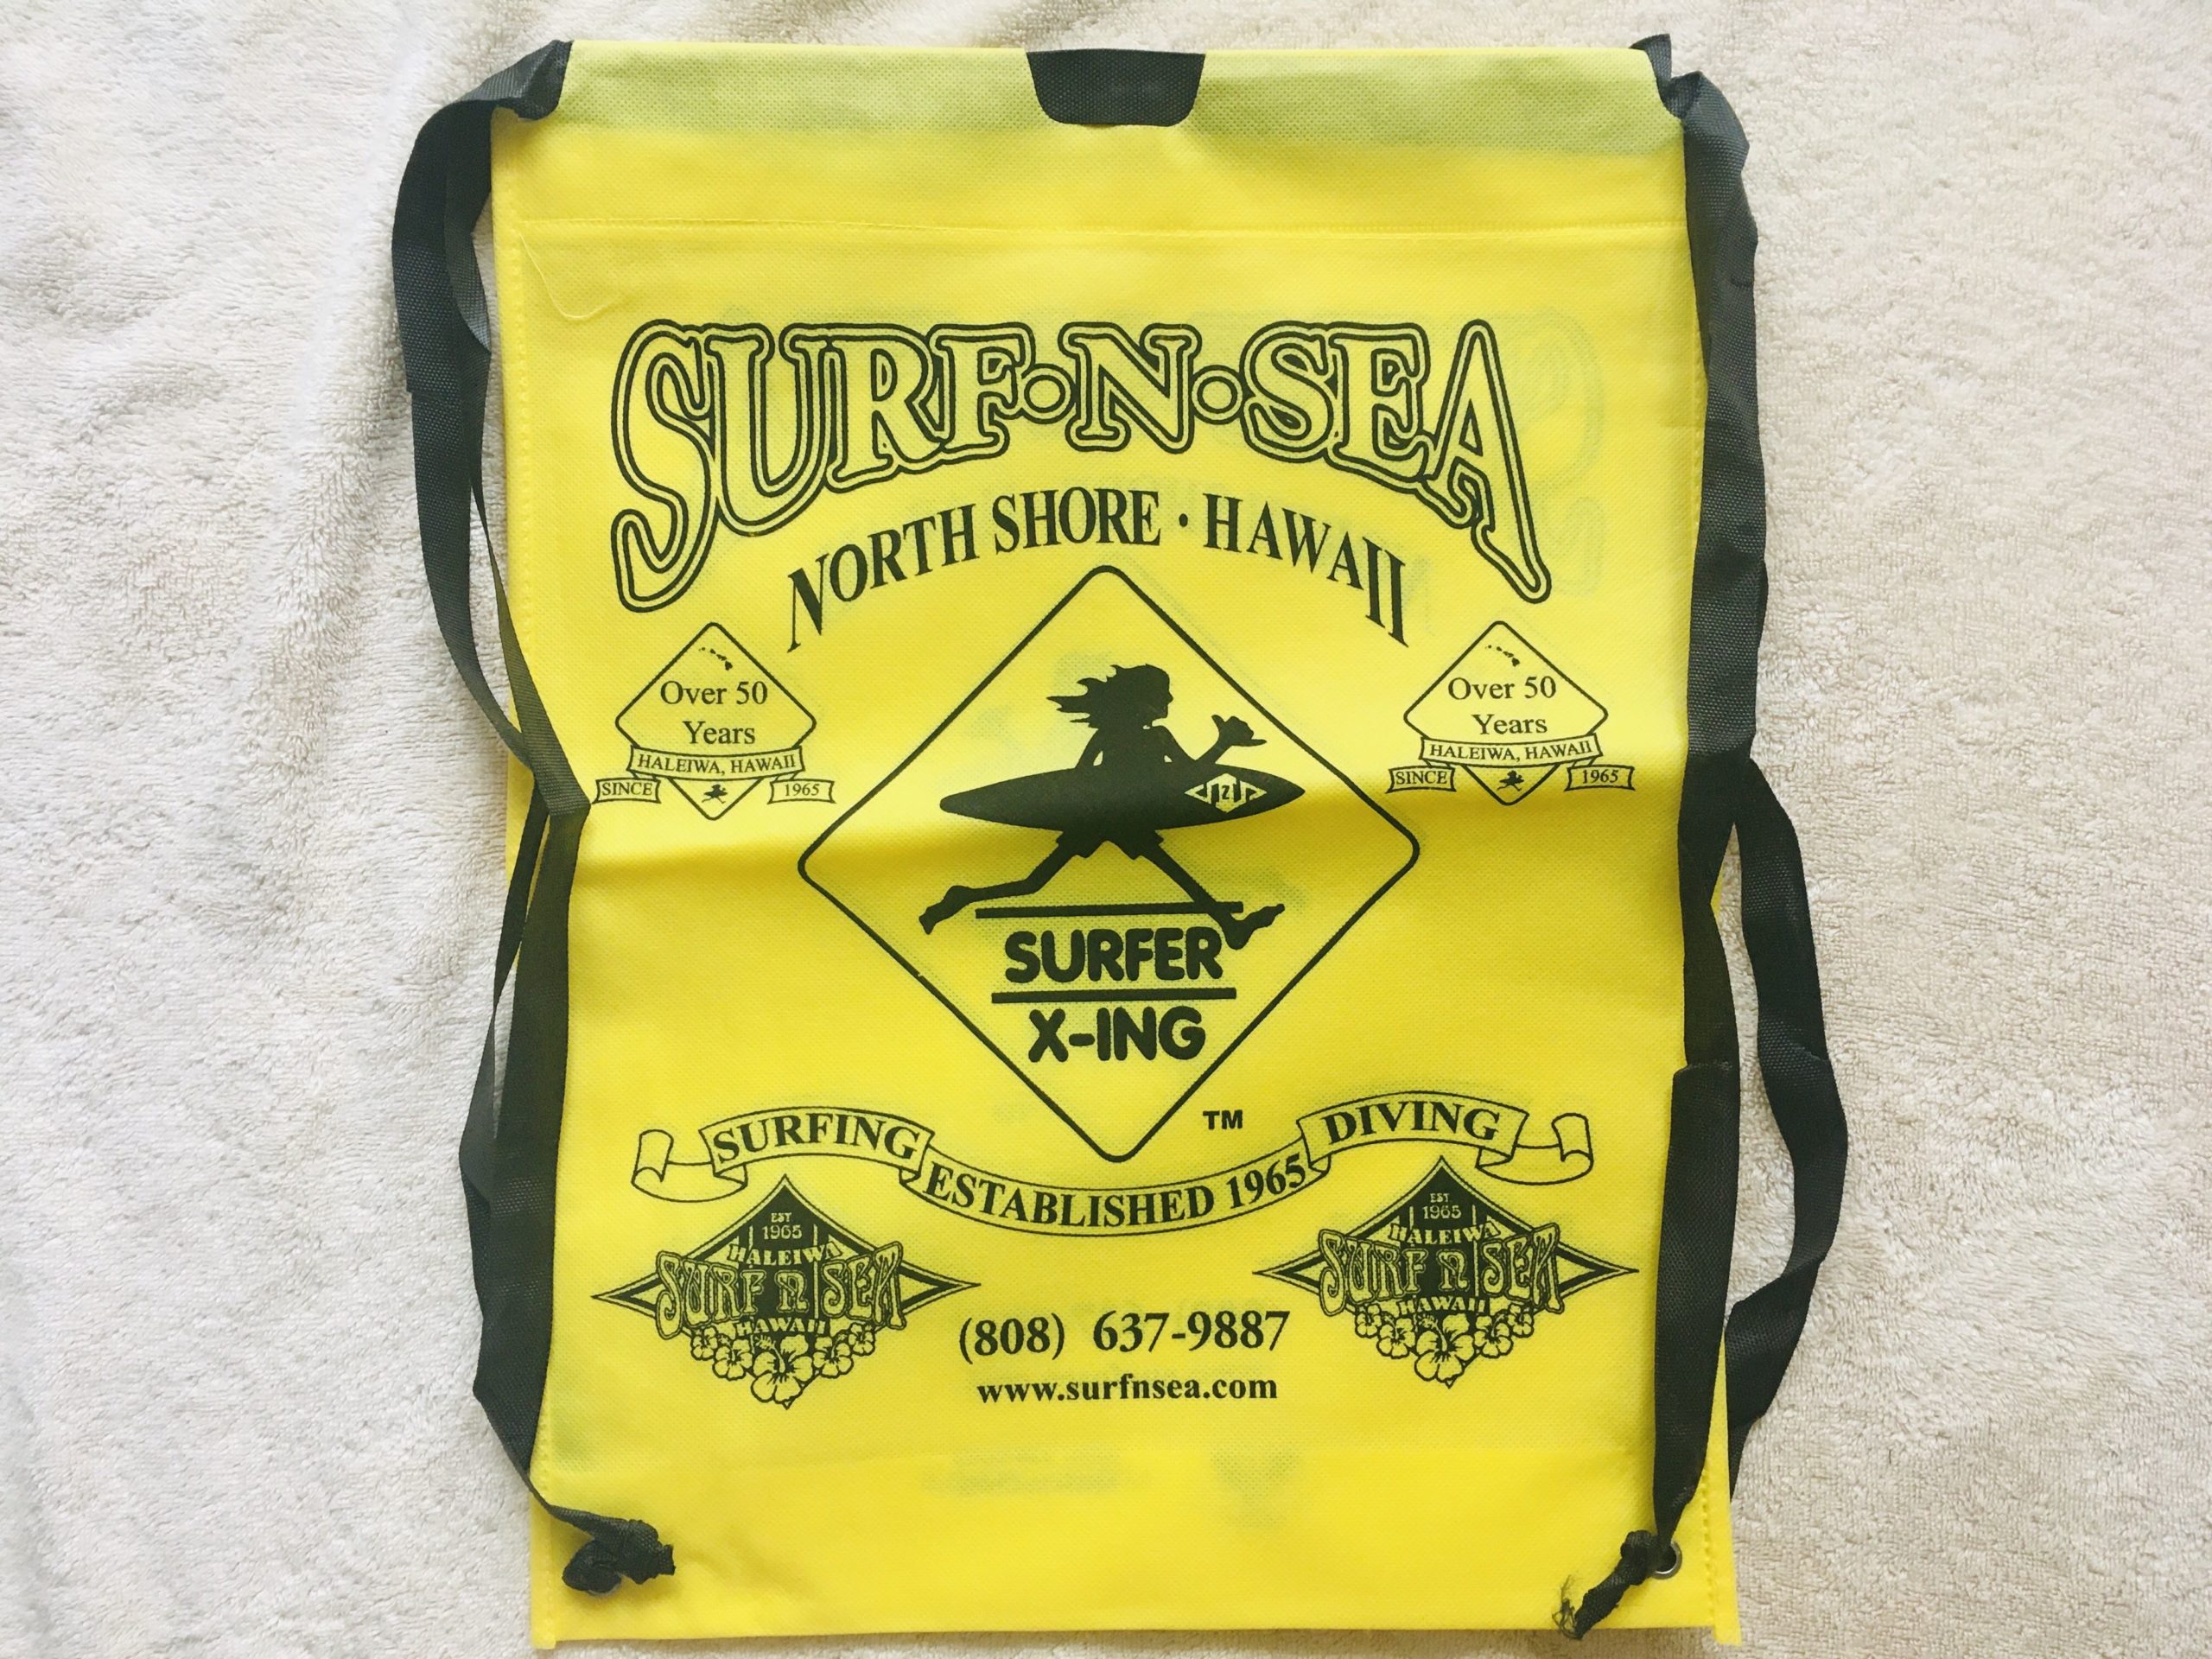 SURF•N•SEA
NORTH SHORE • HAWAII
Over 50
Years
HALEIWA, HAWAII
SINCE 1965
Over 50
Years
HALEIWA, HAWAII
SINCE 1965
SURFER
X-ING
TM
SURFING ESTABLISHED 1965 DIVING
EST
1965
HALEIWA
SURF N SEA
HAWAII
EST
1965
HALEIWA
SURF N SEA
HAWAII
(808) 637-9887
www.surfnsea.com